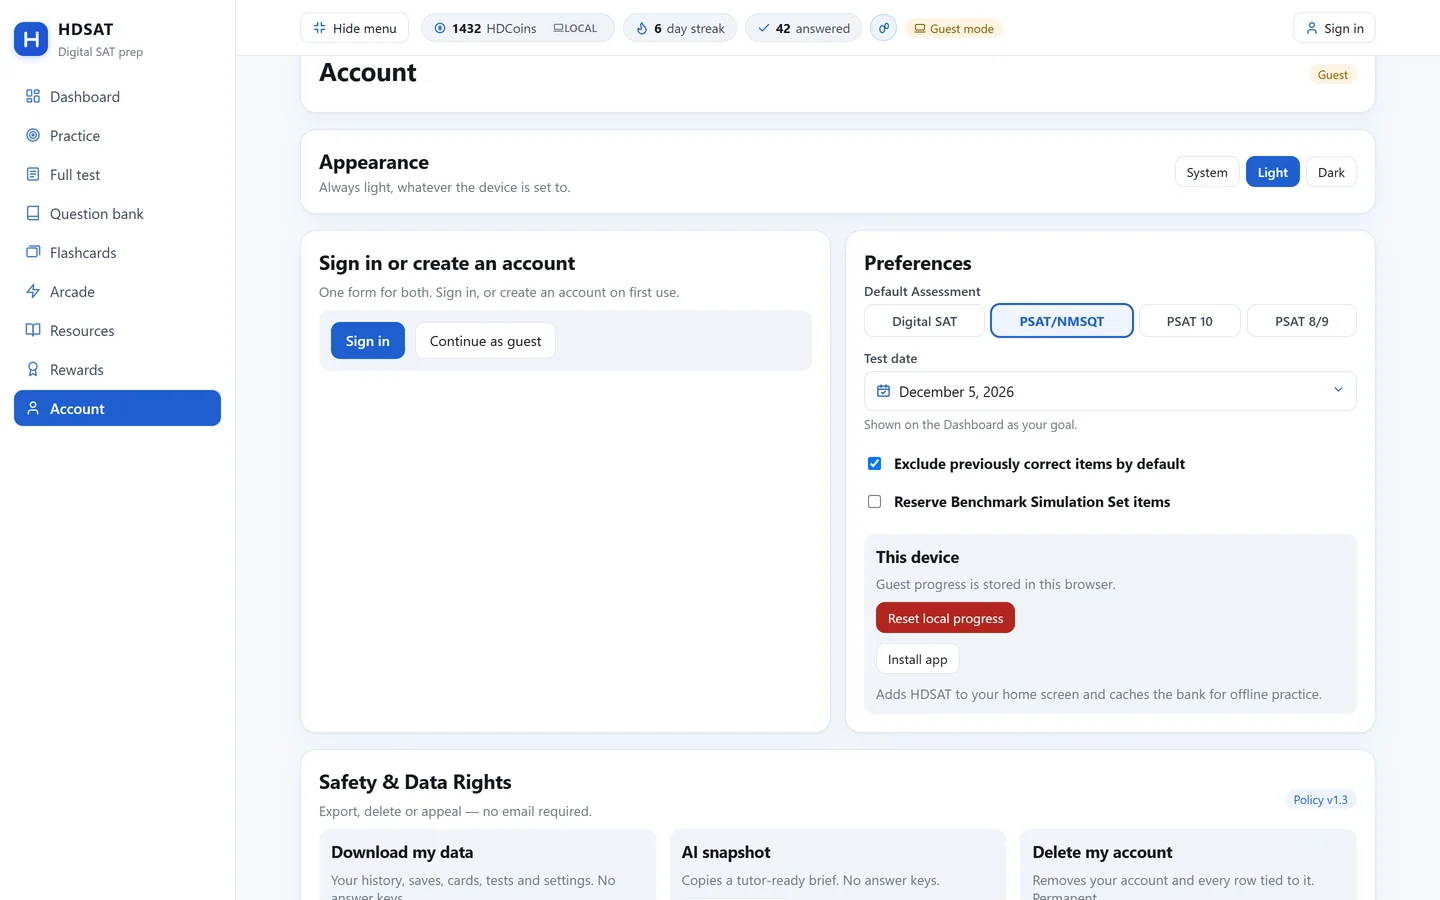 HDSAT
Digital SAT prep
Dashboard
Practice
Full test
Question bank
Flashcards
Arcade
Resources
Rewards
Account
Hide menu
1432 HDCoins LOCAL
6 day streak
42 answered
Guest mode
Sign in
Account
Guest
Appearance
Always light, whatever the device is set to.
System
Light
Dark
Sign in or create an account
One form for both. Sign in, or create an account on first use.
Sign in
Continue as guest
Preferences
Default Assessment
Digital SAT
PSAT/NMSQT
PSAT 10
PSAT 8/9
Test date
December 5, 2026
Shown on the Dashboard as your goal.
Exclude previously correct items by default
Reserve Benchmark Simulation Set items
This device
Guest progress is stored in this browser.
Reset local progress
Install app
Adds HDSAT to your home screen and caches the bank for offline practice.
Safety & Data Rights
Export, delete or appeal — no email required.
Policy v1.3
Download my data
Your history, saves, cards, tests and settings. No
answer keys.
AI snapshot
Copies a tutor-ready brief. No answer keys.
Delete my account
Removes your account and every row tied to it.
Permanent.